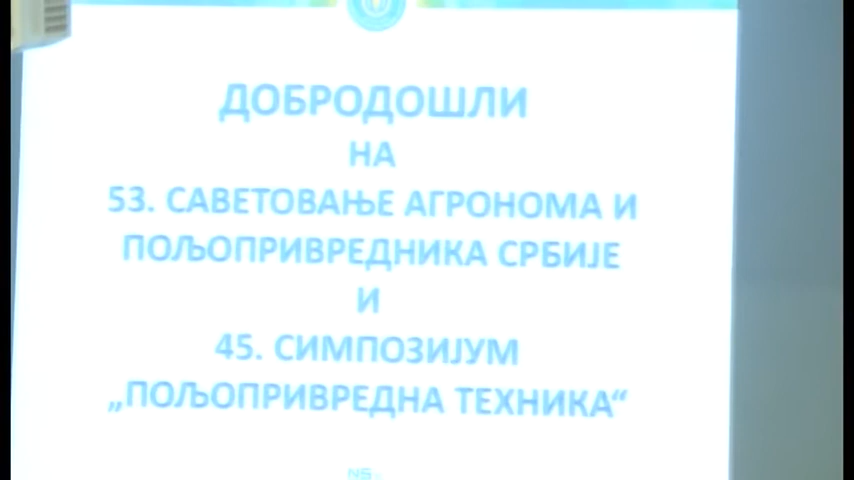 ДОБРОДОШЛИ
НА
53. САВЕТОВАЊЕ АГРОНОМА И
ПОЉОПРИВРЕДНИКА СРБИЈЕ
И
45. СИМПОЗИЈУМ
„ПОЉОПРИВРЕДНА ТЕХНИКА“